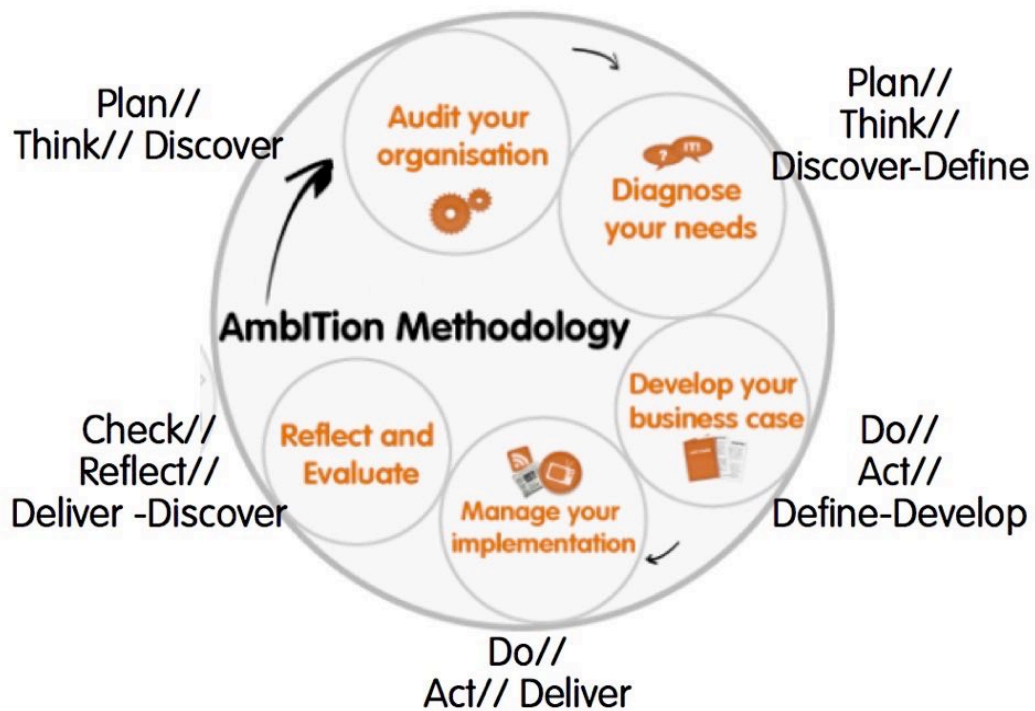 Plan//
Think// Discover
Audit your
organisation
Plan//
Think//
Discover-Define
? IT!
Diagnose
your needs
AmbITion Methodology
Develop your
business case
Do//
Act//
Define-Develop
Manage your
implementation
Do//
Act// Deliver
Reflect and
Evaluate
Check//
Reflect//
Deliver -Discover